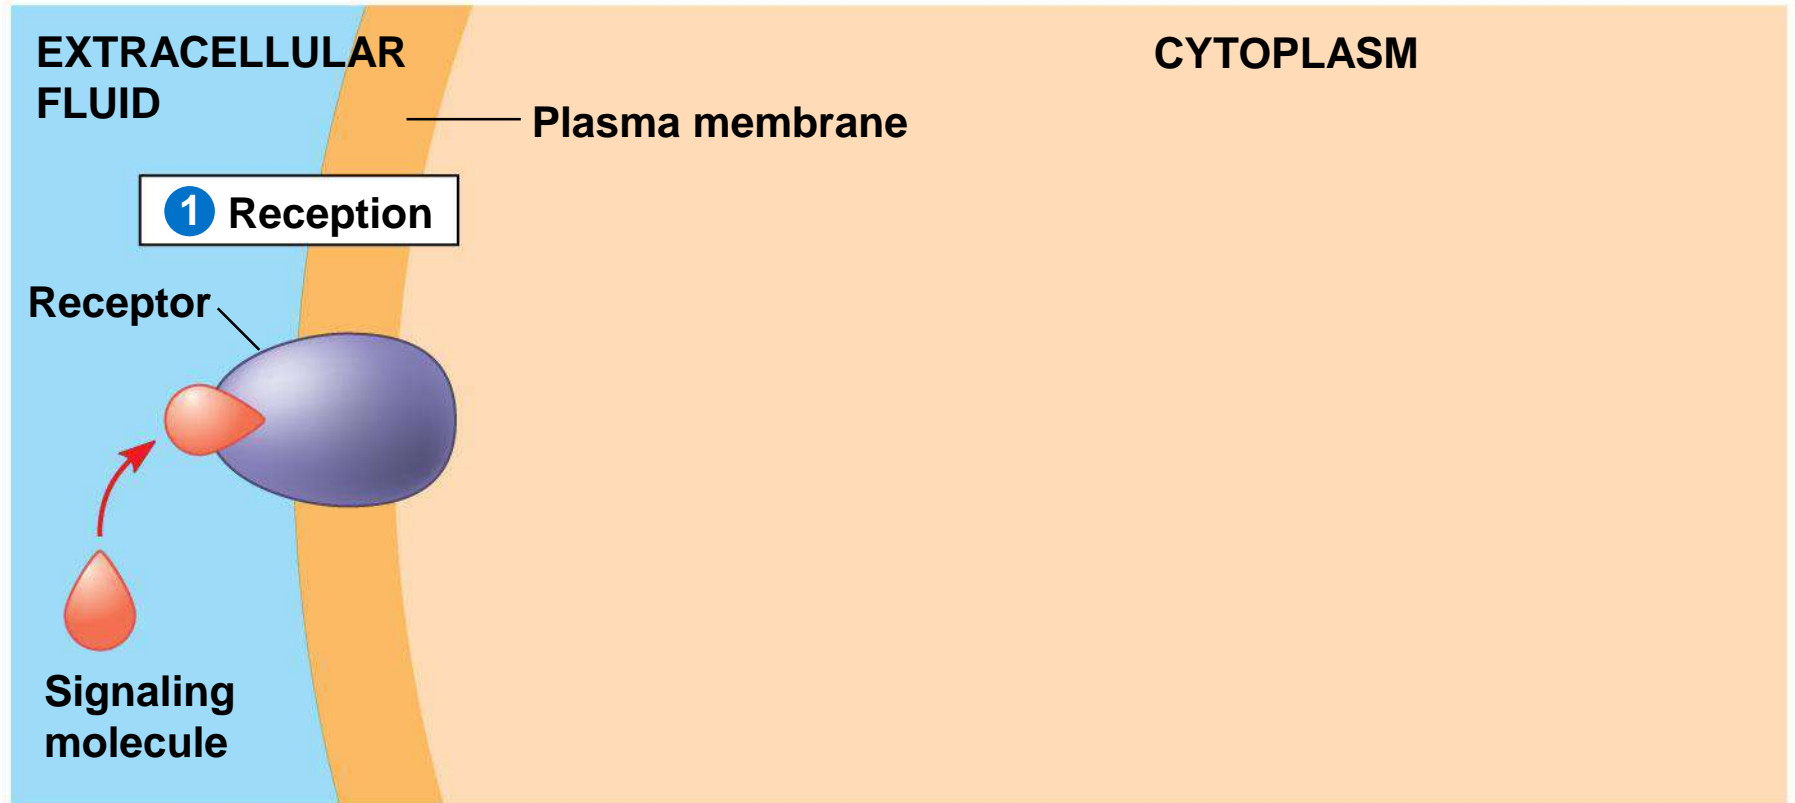 EXTRACELLULAR
FLUID
CYTOPLASM
Plasma membrane
1 Reception
Receptor
Signaling
molecule